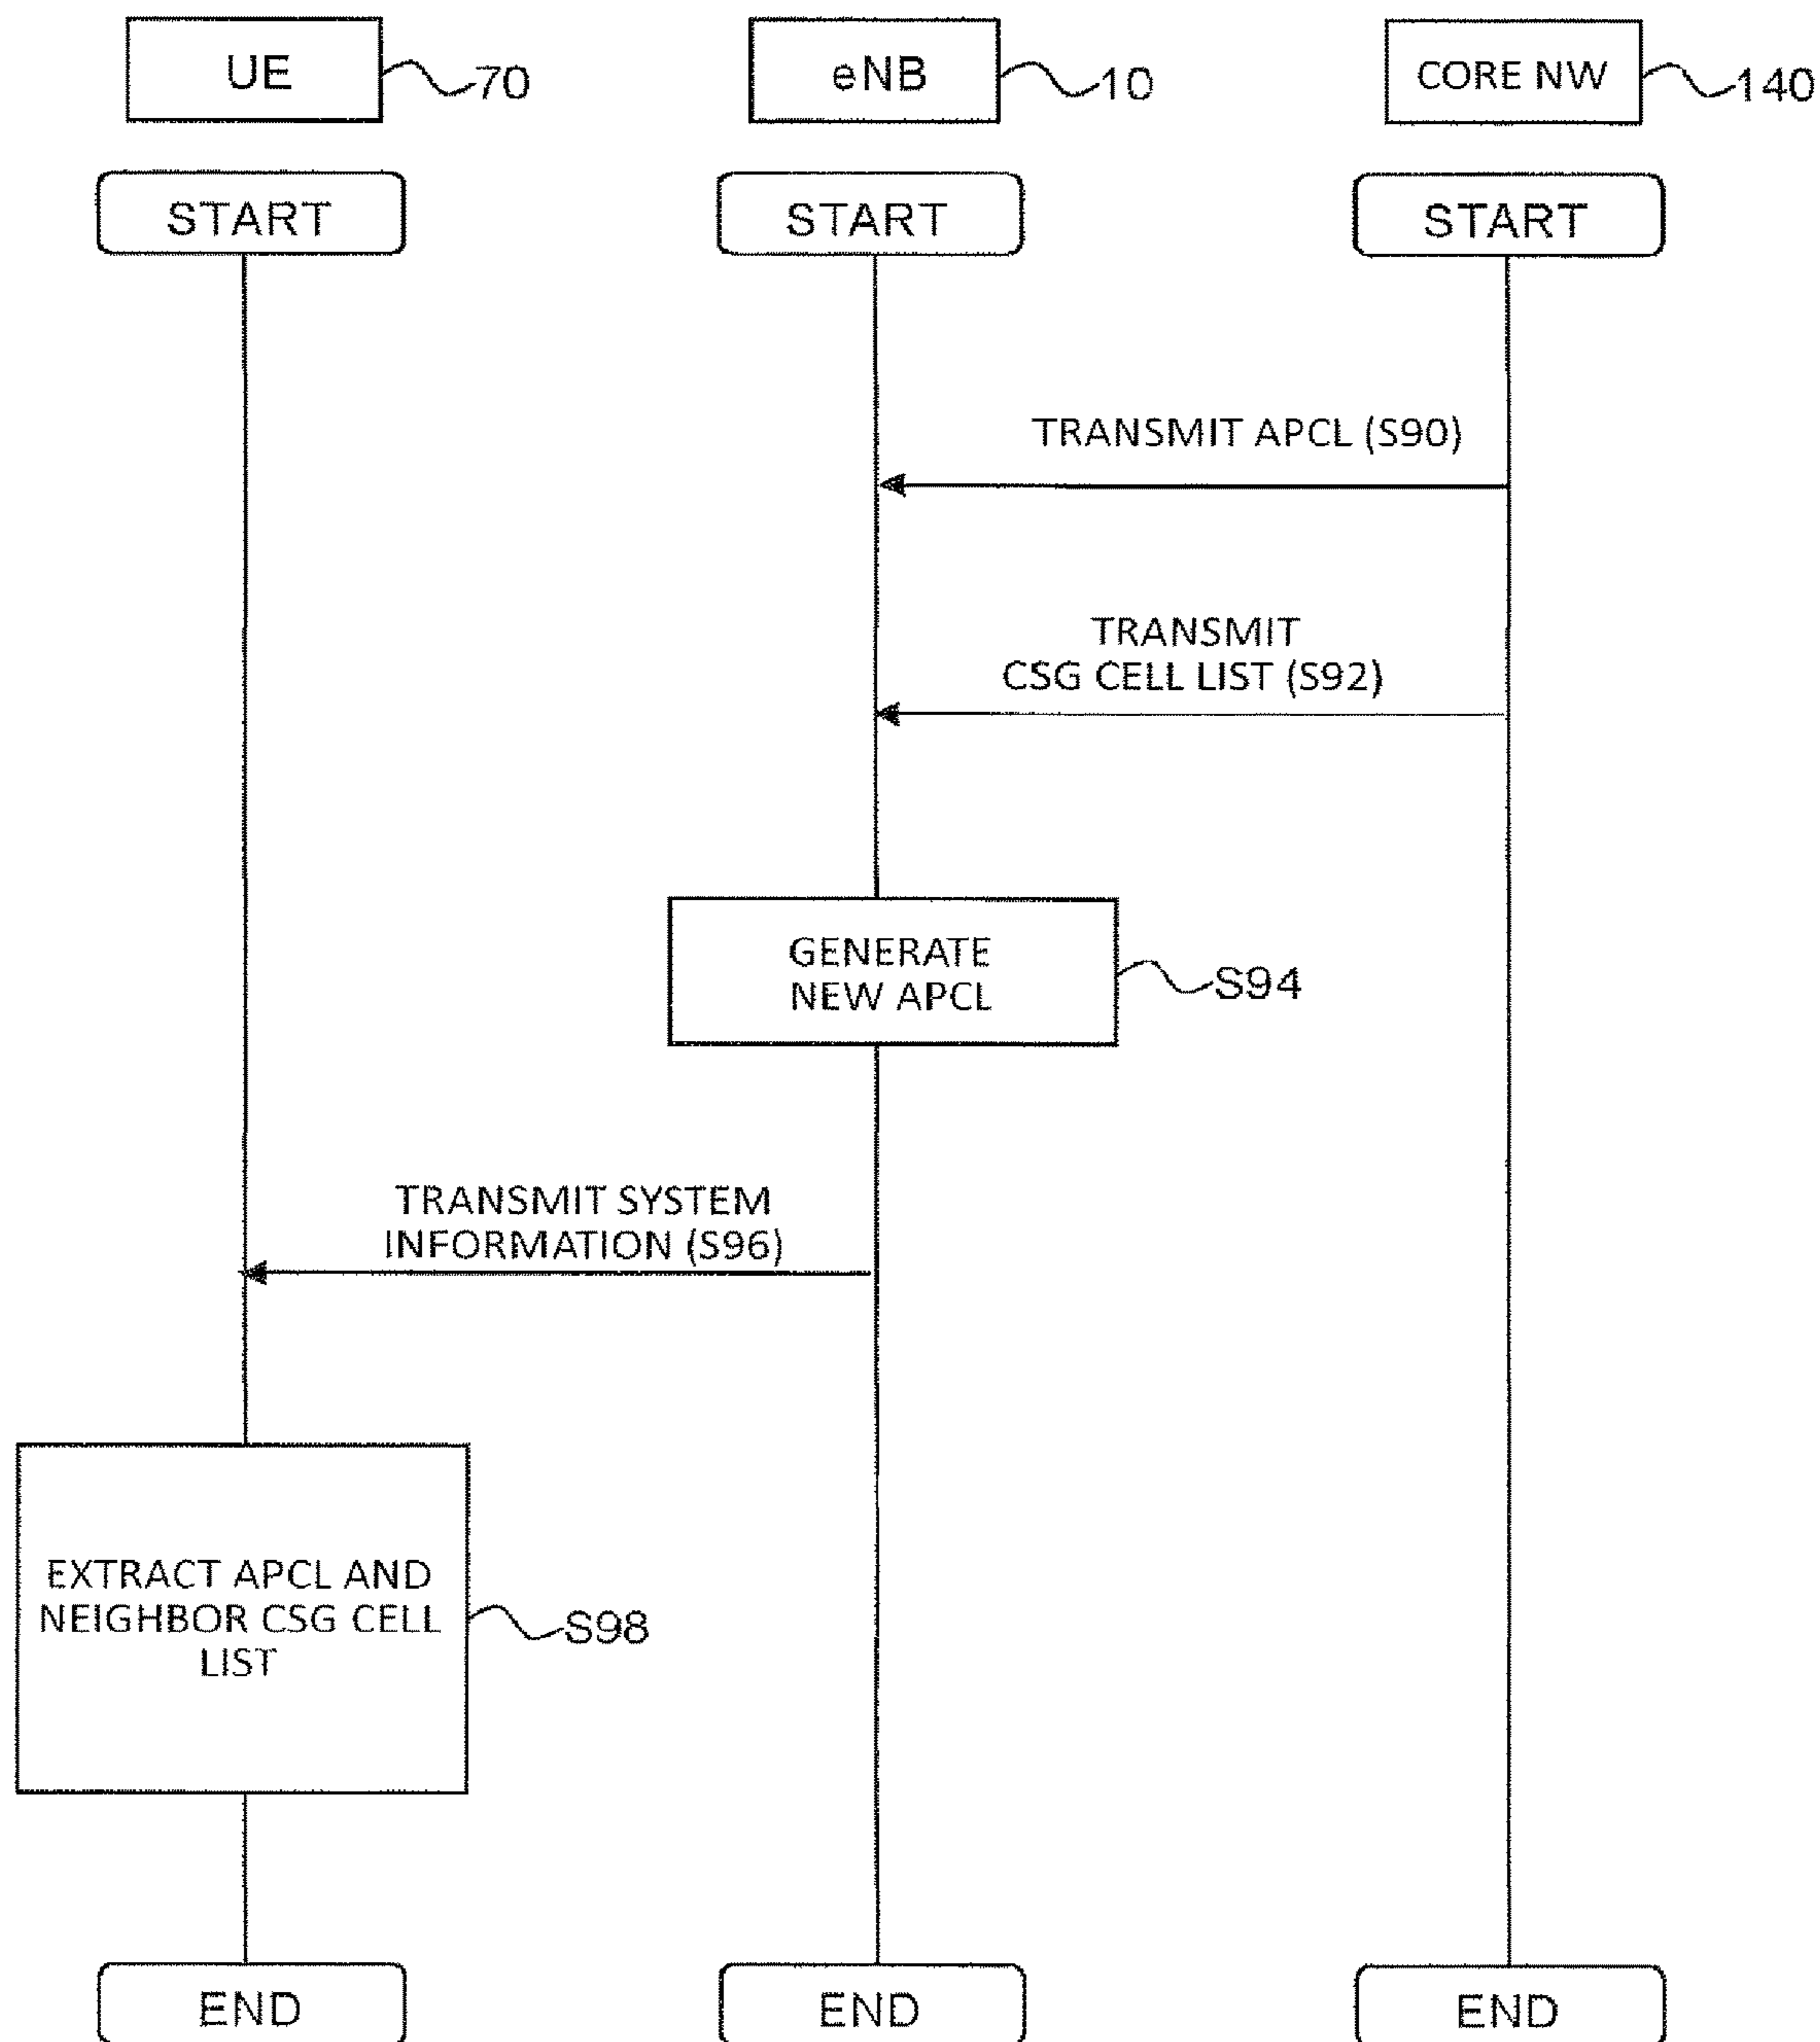 UE
70
eNB
10
CORE NW
140
START
START
START
TRANSMIT APCL (S90)
TRANSMIT
CSG CELL LIST (S92)
GENERATE
NEW APCL
S94
TRANSMIT SYSTEM
INFORMATION (S96)
EXTRACT APCL AND
NEIGHBOR CSG CELL
LIST
S98
END
END
END